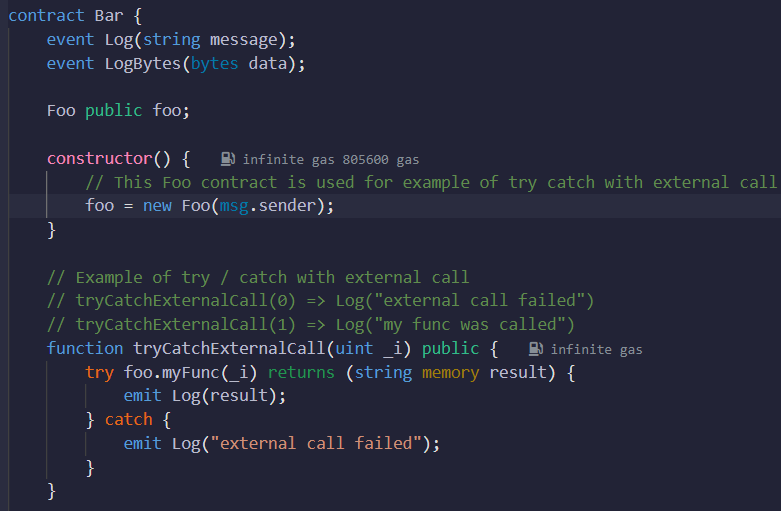 contract Bar {
    event Log(string message);
    event LogBytes(bytes data);

    Foo public foo;

    constructor() { infinite gas 805600 gas
        // This Foo contract is used for example of try catch with external call
        foo = new Foo(msg.sender);
    }

    // Example of try / catch with external call
    // tryCatchExternalCall(0) => Log("external call failed")
    // tryCatchExternalCall(1) => Log("my func was called")
    function tryCatchExternalCall(uint _i) public { infinite gas
        try foo.myFunc(_i) returns (string memory result) {
            emit Log(result);
        } catch {
            emit Log("external call failed");
        }
    }